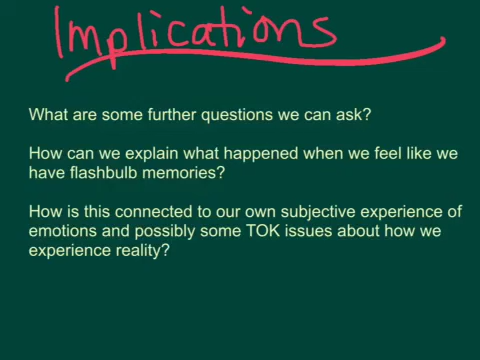 Implications
What are some further questions we can ask?
How can we explain what happened when we feel like we
have flashbulb memories?
How is this connected to our own subjective experience of
emotions and possibly some TOK issues about how we
experience reality?